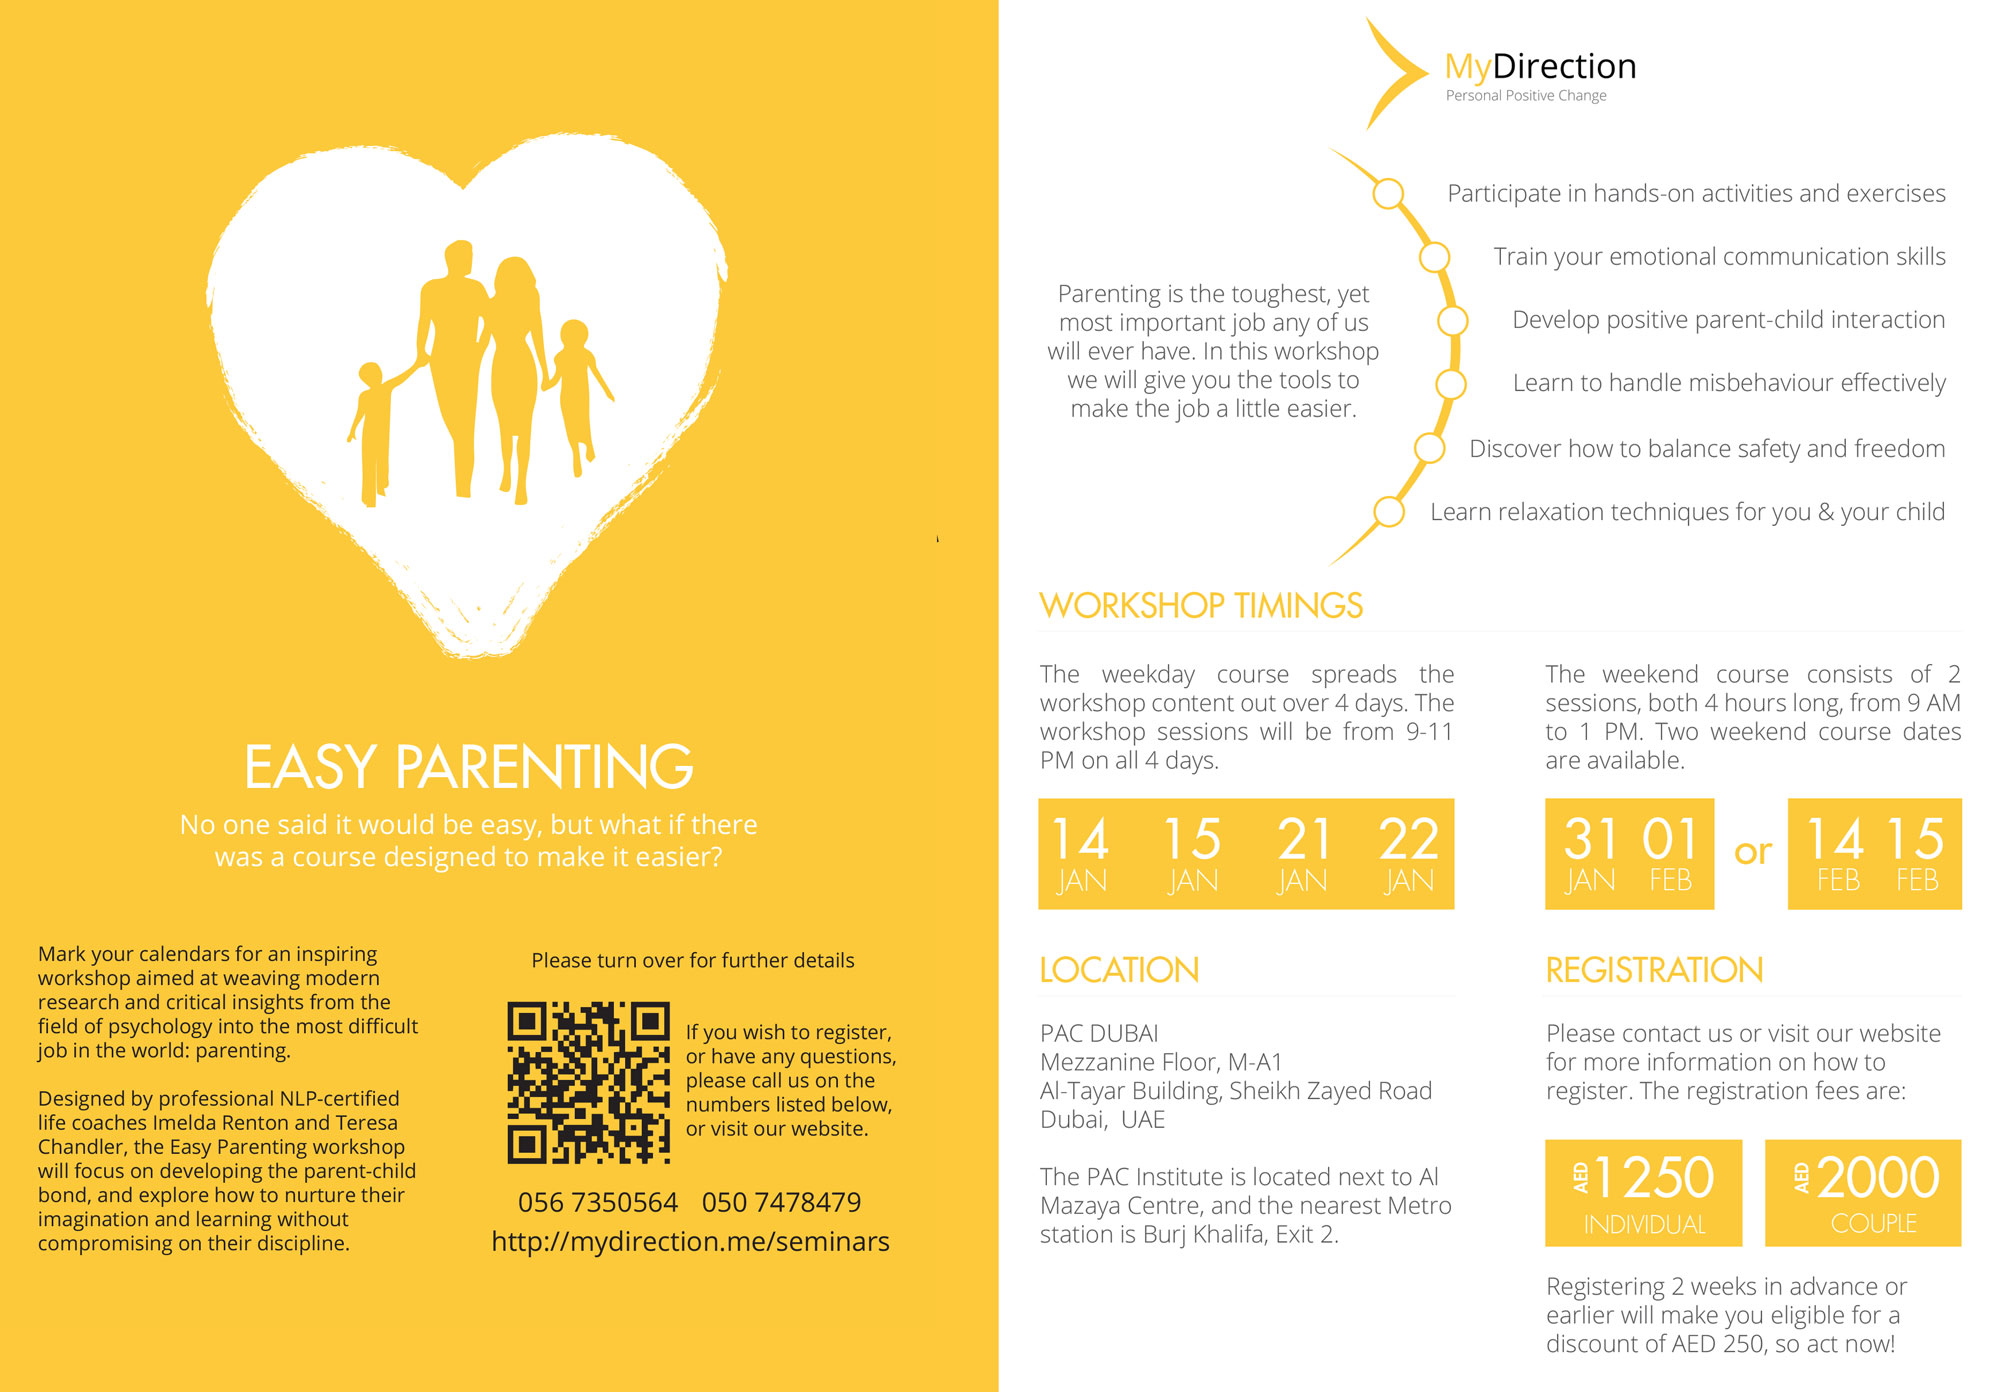 EASY PARENTING
No one said it would be easy, but what if there
was a course designed to make it easier?
Mark your calendars for an inspiring
workshop aimed at weaving modern
research and critical insights from the
field of psychology into the most difficult
job in the world: parenting.
Designed by professional NLP-certified
life coaches Imelda Renton and Teresa
Chandler, the Easy Parenting workshop
will focus on developing the parent-child
bond, and explore how to nurture their
imagination and learning without
compromising on their discipline.
Please turn over for further details
If you wish to register,
or have any questions,
please call us on the
numbers listed below,
or visit our website.
056 7350564 050 7478479
http://mydirection.me/seminars
MyDirection
Personal Positive Change
Parenting is the toughest, yet
most important job any of us
will ever have. In this workshop
we will give you the tools to
make the job a little easier.
Participate in hands-on activities and exercises
Train your emotional communication skills
Develop positive parent-child interaction
Learn to handle misbehaviour effectively
Discover how to balance safety and freedom
Learn relaxation techniques for you & your child
WORKSHOP TIMINGS
The weekday course spreads the
workshop content out over 4 days. The
workshop sessions will be from 9-11
PM on all 4 days.
14 15 21 22
JAN JAN JAN JAN
The weekend course consists of 2
sessions, both 4 hours long, from 9 AM
to 1 PM. Two weekend course dates
are available.
31 01 or 14 15
JAN FEB FEB FEB
LOCATION
PAC DUBAI
Mezzanine Floor, M-A1
Al-Tayar Building, Sheikh Zayed Road
Dubai, UAE
The PAC Institute is located next to Al
Mazaya Centre, and the nearest Metro
station is Burj Khalifa, Exit 2.
REGISTRATION
Please contact us or visit our website
for more information on how to
register. The registration fees are:
AED 1250
INDIVIDUAL
AED 2000
COUPLE
Registering 2 weeks in advance or
earlier will make you eligible for a
discount of AED 250, so act now!